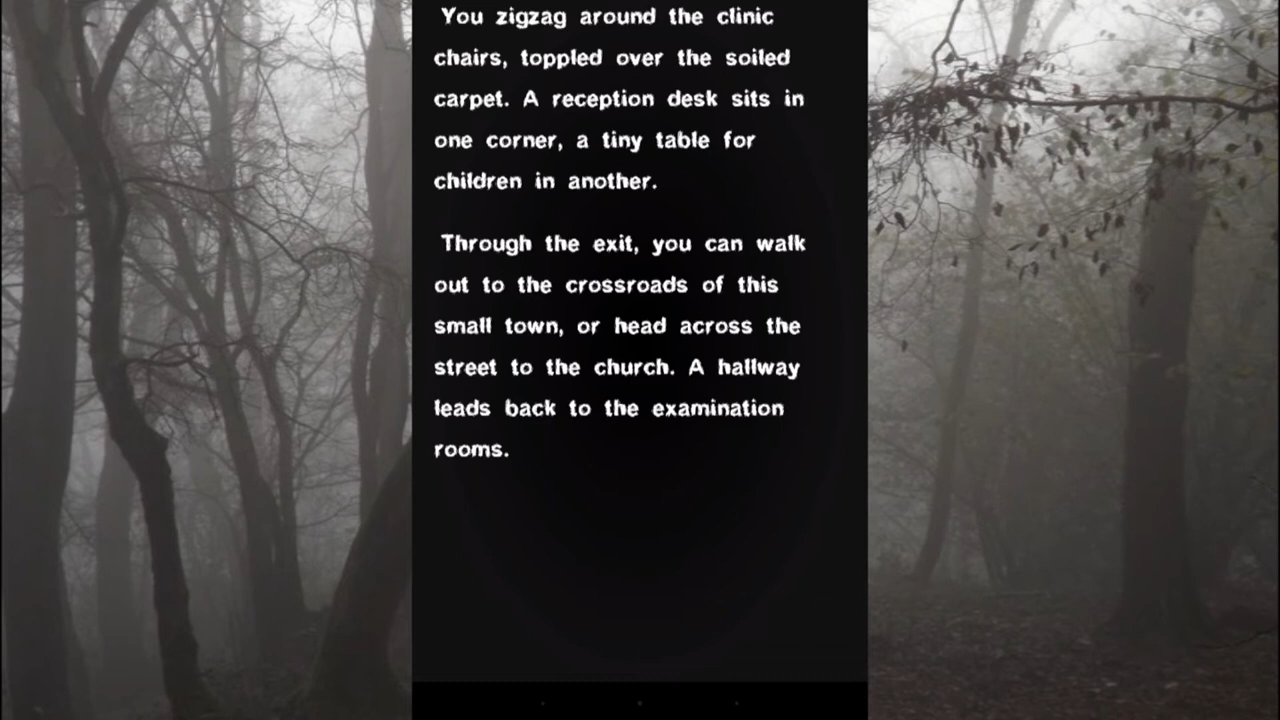 You zigzag around the clinic
chairs, toppled over the soiled
carpet. A reception desk sits in
one corner, a tiny table for
children in another.
Through the exit, you can walk
out to the crossroads of this
small town, or head across the
street to the church. A hallway
leads back to the examination
rooms.